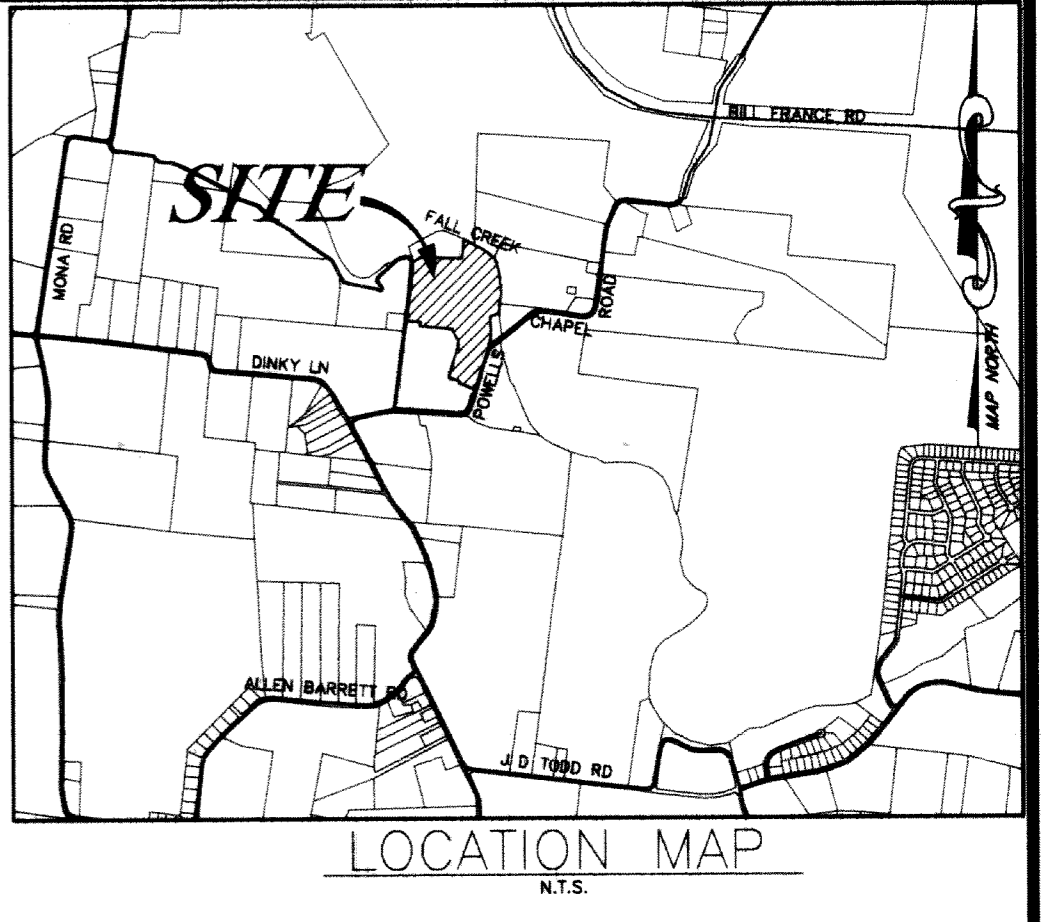 BILL FRANCE RD
SITE
FALL CREEK
MONA RD
CHAPEL
ROAD
POWELLS
DINKY LN
MAP NORTH
ALLEN BARRETT RD
J D TODD RD
LOCATION MAP
N.T.S.